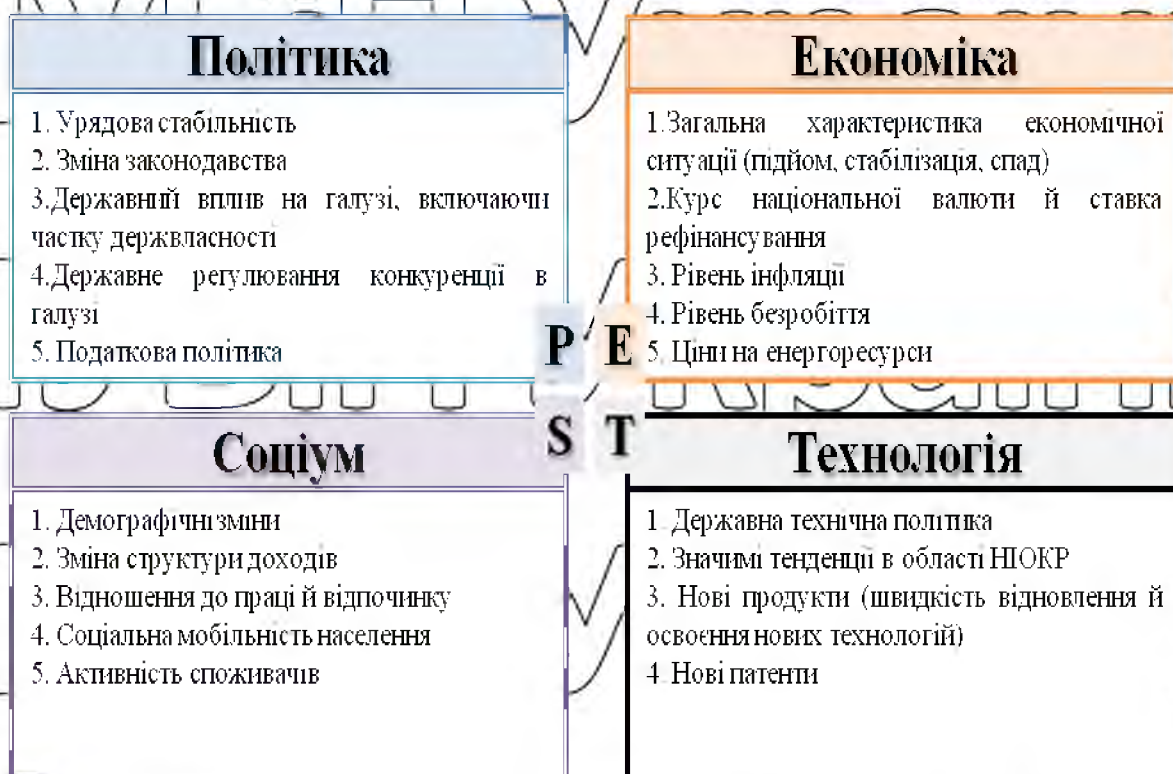 Політика
1. Урядова стабільність
2. Зміна законодавства
3.Державний вплив на галузі, включаючи
частку держвласності
4.Державне регулювання конкуренції в
галузі
5. Податкова політика
Економіка
1.Загальна характеристика економічної
ситуації (підйом, стабілізація, спад)
2.Курс національної валюти й ставка
рефінансування
3. Рівень інфляції
4. Рівень безробіття
5. Ціни на енергоресурси
P E
S T
Соціум
1. Демографічні зміни
2. Зміна структури доходів
3. Відношення до праці й відпочинку
4. Соціальна мобільність населення
5. Активність споживачів
Технологія
1. Державна технічна політика
2. Значимі тенденції в області НІОКР
3. Нові продукти (швидкість відновлення й
освоєння нових технологій)
4. Нові патенти